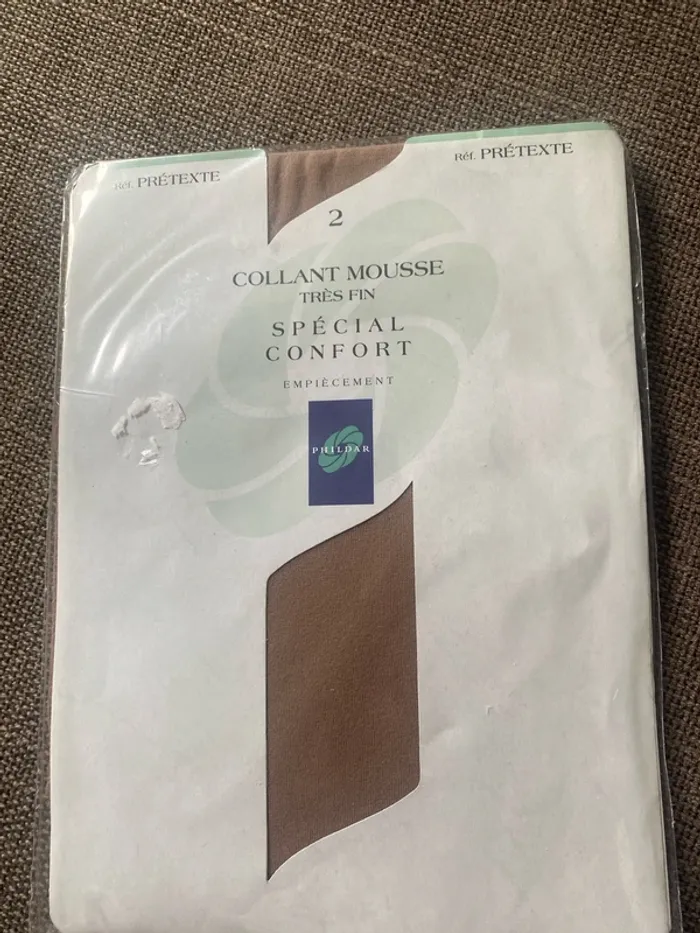 Réf. PRÉTEXTE
Réf. PRÉTEXTE
2
COLLANT MOUSSE
TRÈS FIN
SPÉCIAL
CONFORT
EMPIÈCEMENT
PHILDAR